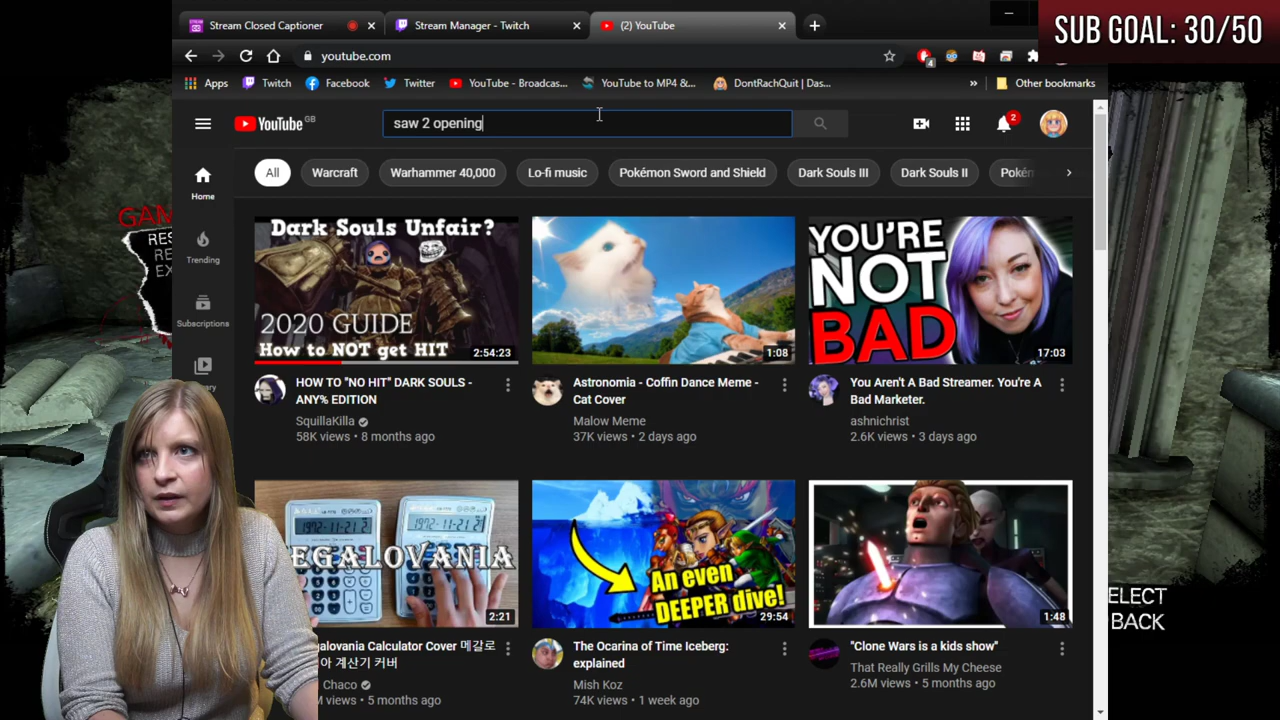 Stream Closed Captioner
Stream Manager - Twitch
(2) YouTube
SUB GOAL: 30/50
youtube.com
4
Apps
Twitch
Facebook
Twitter
YouTube - Broadcas...
YouTube to MP4 &...
DontRachQuit | Das...
»
Other bookmarks
YouTube GB
saw 2 opening
2
All
Warcraft
Warhammer 40,000
Lo-fi music
Pokémon Sword and Shield
Dark Souls III
Dark Souls II
Poké
Home
Trending
Subscriptions
GAM
RES
RE
EX
Dark Souls Unfair?
2020 GUIDE
How to NOT get HIT
2:54:23
1:08
YOU'RE
NOT
BAD
17:03
HOW TO "NO HIT" DARK SOULS -
ANY% EDITION
SquillaKilla
58K views • 8 months ago
Astronomia - Coffin Dance Meme -
Cat Cover
Malow Meme
37K views • 2 days ago
You Aren't A Bad Streamer. You're A
Bad Marketer.
ashnichrist
2.6K views • 3 days ago
EGALOVANIA
2:21
An even
DEEPER dive!
29:54
1:48
ELECT
BACK
alovania Calculator Cover 메갈로
아 계산기 커버
Chaco
views • 5 months ago
The Ocarina of Time Iceberg:
explained
Mish Koz
74K views • 1 week ago
"Clone Wars is a kids show"
That Really Grills My Cheese
2.6M views • 5 months ago